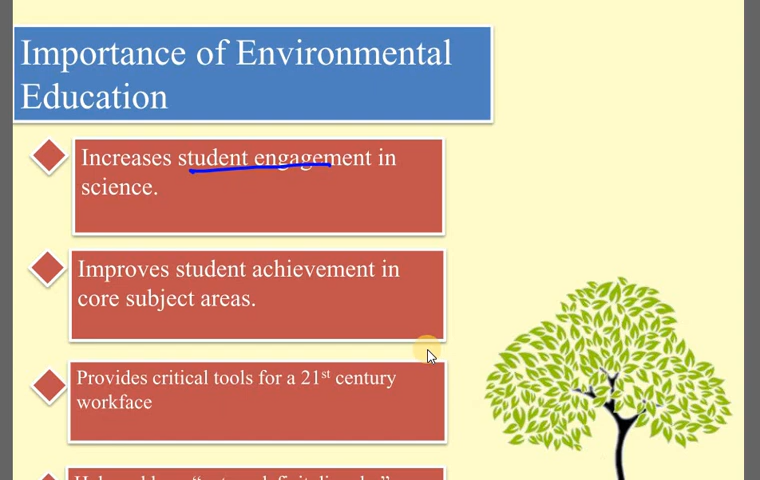 Importance of Environmental
Education
Increases student engagement in
science.
Improves student achievement in
core subject areas.
Provides critical tools for a 21st century
workface